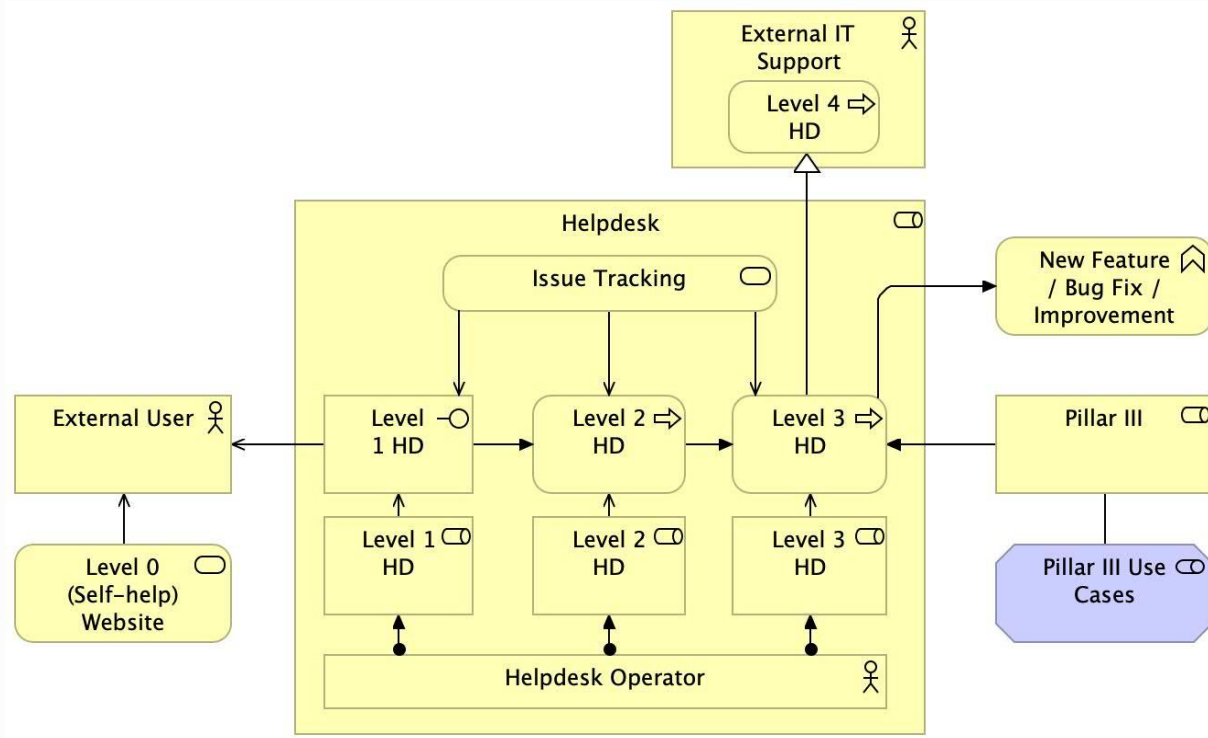 External IT
Support
Level 4
HD
Helpdesk
Issue Tracking
New Feature
/ Bug Fix /
Improvement
External User
Level
1 HD
Level 2
HD
Level 3
HD
Pillar III
Level 0
(Self-help)
Website
Level 1
HD
Level 2
HD
Level 3
HD
Pillar III Use
Cases
Helpdesk Operator